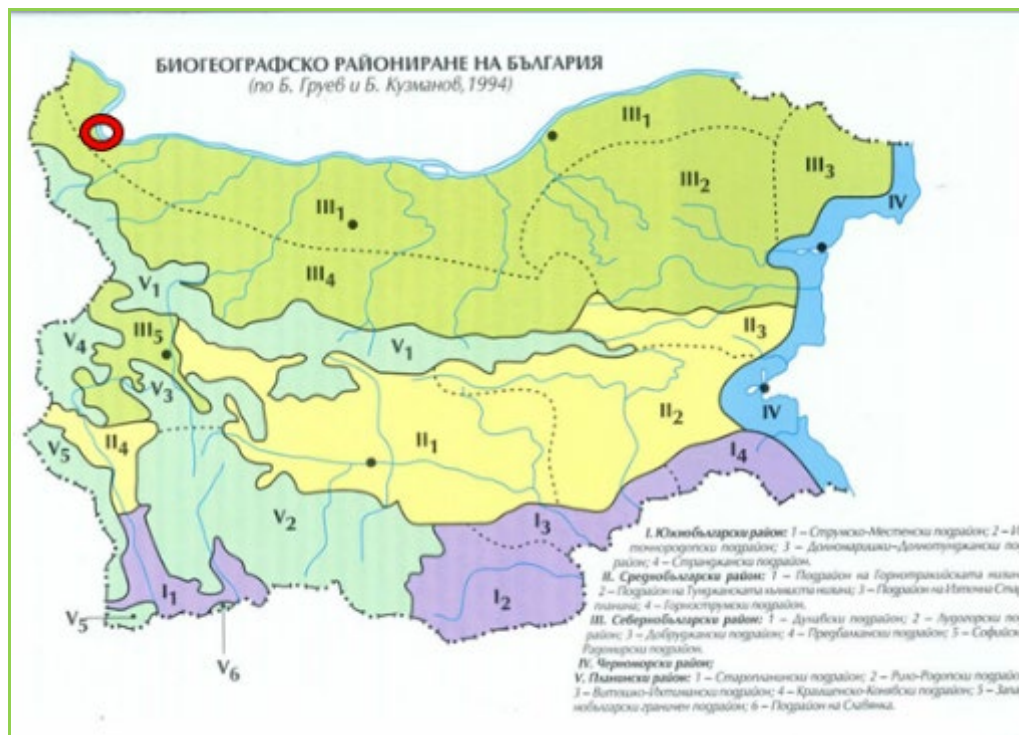 БИОГЕОГРАФСКО РАЙОНИРАНЕ НА БЪЛГАРИЯ
(по Б. Груев и Б. Кузманов, 1994)
III₁
III₂
III₃
IV
III₁
III₄
V₁
III₅
V₄
V₁
II₃
V₃
II₂
IV
II₄
II₁
V₅
I₄
V₂
I₃
I₁
I₂
V₅
V₆
I. Южнобългарски район: 1 – Струмско-Местенски подрайон; 2 – И
точнородопски подрайон; 3 – Долномаришко-Долнотунджански по
район; 4 – Странджански подрайон.
II. Среднобългарски район: 1 – Подрайон на Горнотракийската низин
2 – Подрайон на Тунджанската хълмиста низина; 3 – Подрайон на Източна Ста
планина; 4 – Горнострумски подрайон.
III. Севернобългарски район: 1 – Дунавски подрайон; 2 – Лудогорски по
район; 3 – Добруджански подрайон; 4 – Предбалкански подрайон; 5 – Софийск
Радомирски подрайон.
IV. Черноморски район;
V. Планински район: 1 – Старопланински подрайон; 2 – Рило-Родопски подрайо
3 – Витошко-Ихтимански подрайон; 4 – Краищенско-Конявски подрайон; 5 – Запа
нобългарски граничен подрайон; 6 – Подрайон на Славянка.